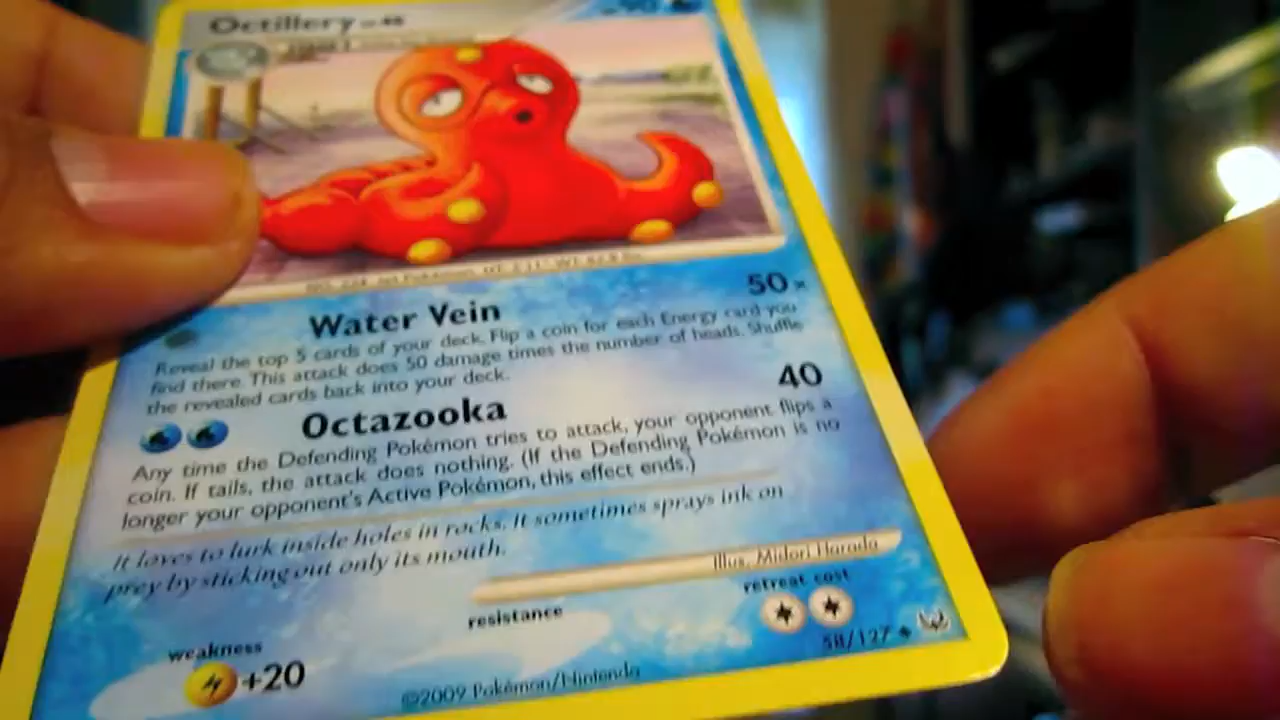 Octillery LV.48
90
50×
Water Vein
Reveal the top 5 cards of your deck. Flip a coin for each Energy card you
find there. This attack does 50 damage times the number of heads. Shuffle
the revealed cards back into your deck.
40
Octazooka
Any time the Defending Pokémon tries to attack, your opponent flips a
coin. If tails, the attack does nothing. (If the Defending Pokémon is no
longer your opponent's Active Pokémon, this effect ends.)
It loves to lurk inside holes in rocks. It sometimes sprays ink on
prey by sticking out only its mouth.
Illus. Midori Harada
weakness
+20
resistance
retreat cost
58/127
©2009 Pokémon/Nintendo